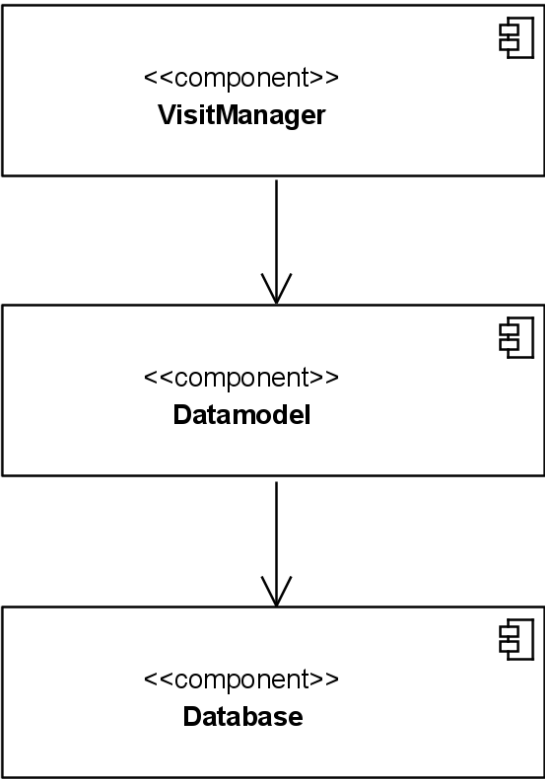 <<component>>
VisitManager
<<component>>
Datamodel
<<component>>
Database